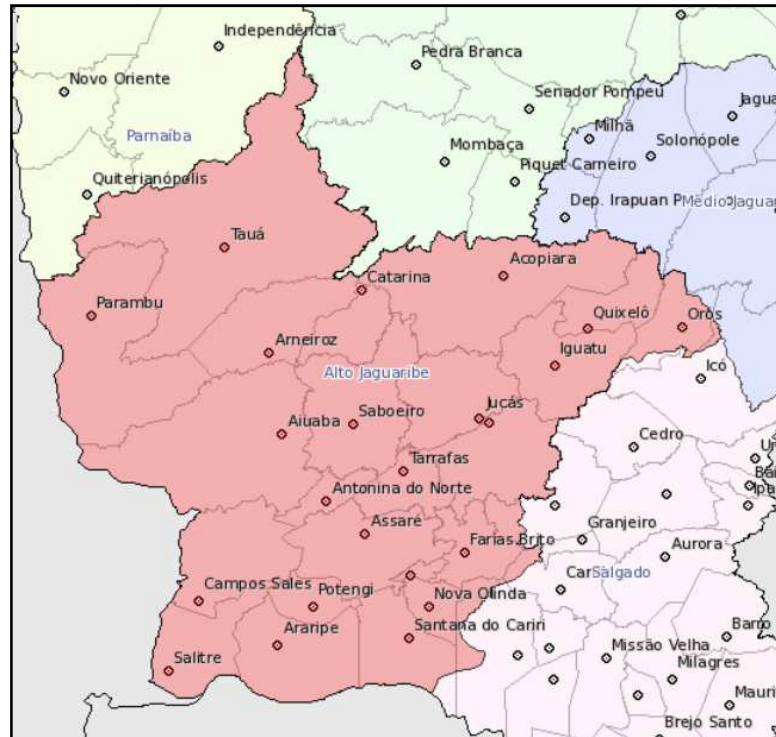 Independência
Pedra Branca
Novo Oriente
Senador Pompeu
Parnaíba
Milhã
Solonópole
Mombaça
Piquet Carneiro
Quiterianópolis
Dep. Irapuan P
Tauá
Acopiara
Catarina
Parambu
Quixelô
Orós
Arneiroz
Iguatu
Alto Jaguaribe
Icó
Saboeiro
Jucás
Aiuaba
Cedro
Tarrafas
Antonina do Norte
Assaré
Granjeiro
Farias Brito
Aurora
Salgado
Campos Sales
Potengi
Nova Olinda
Araripe
Santana do Cariri
Barro
Missão Velha
Salitre
Milagres
Mauri
Brejo Santo